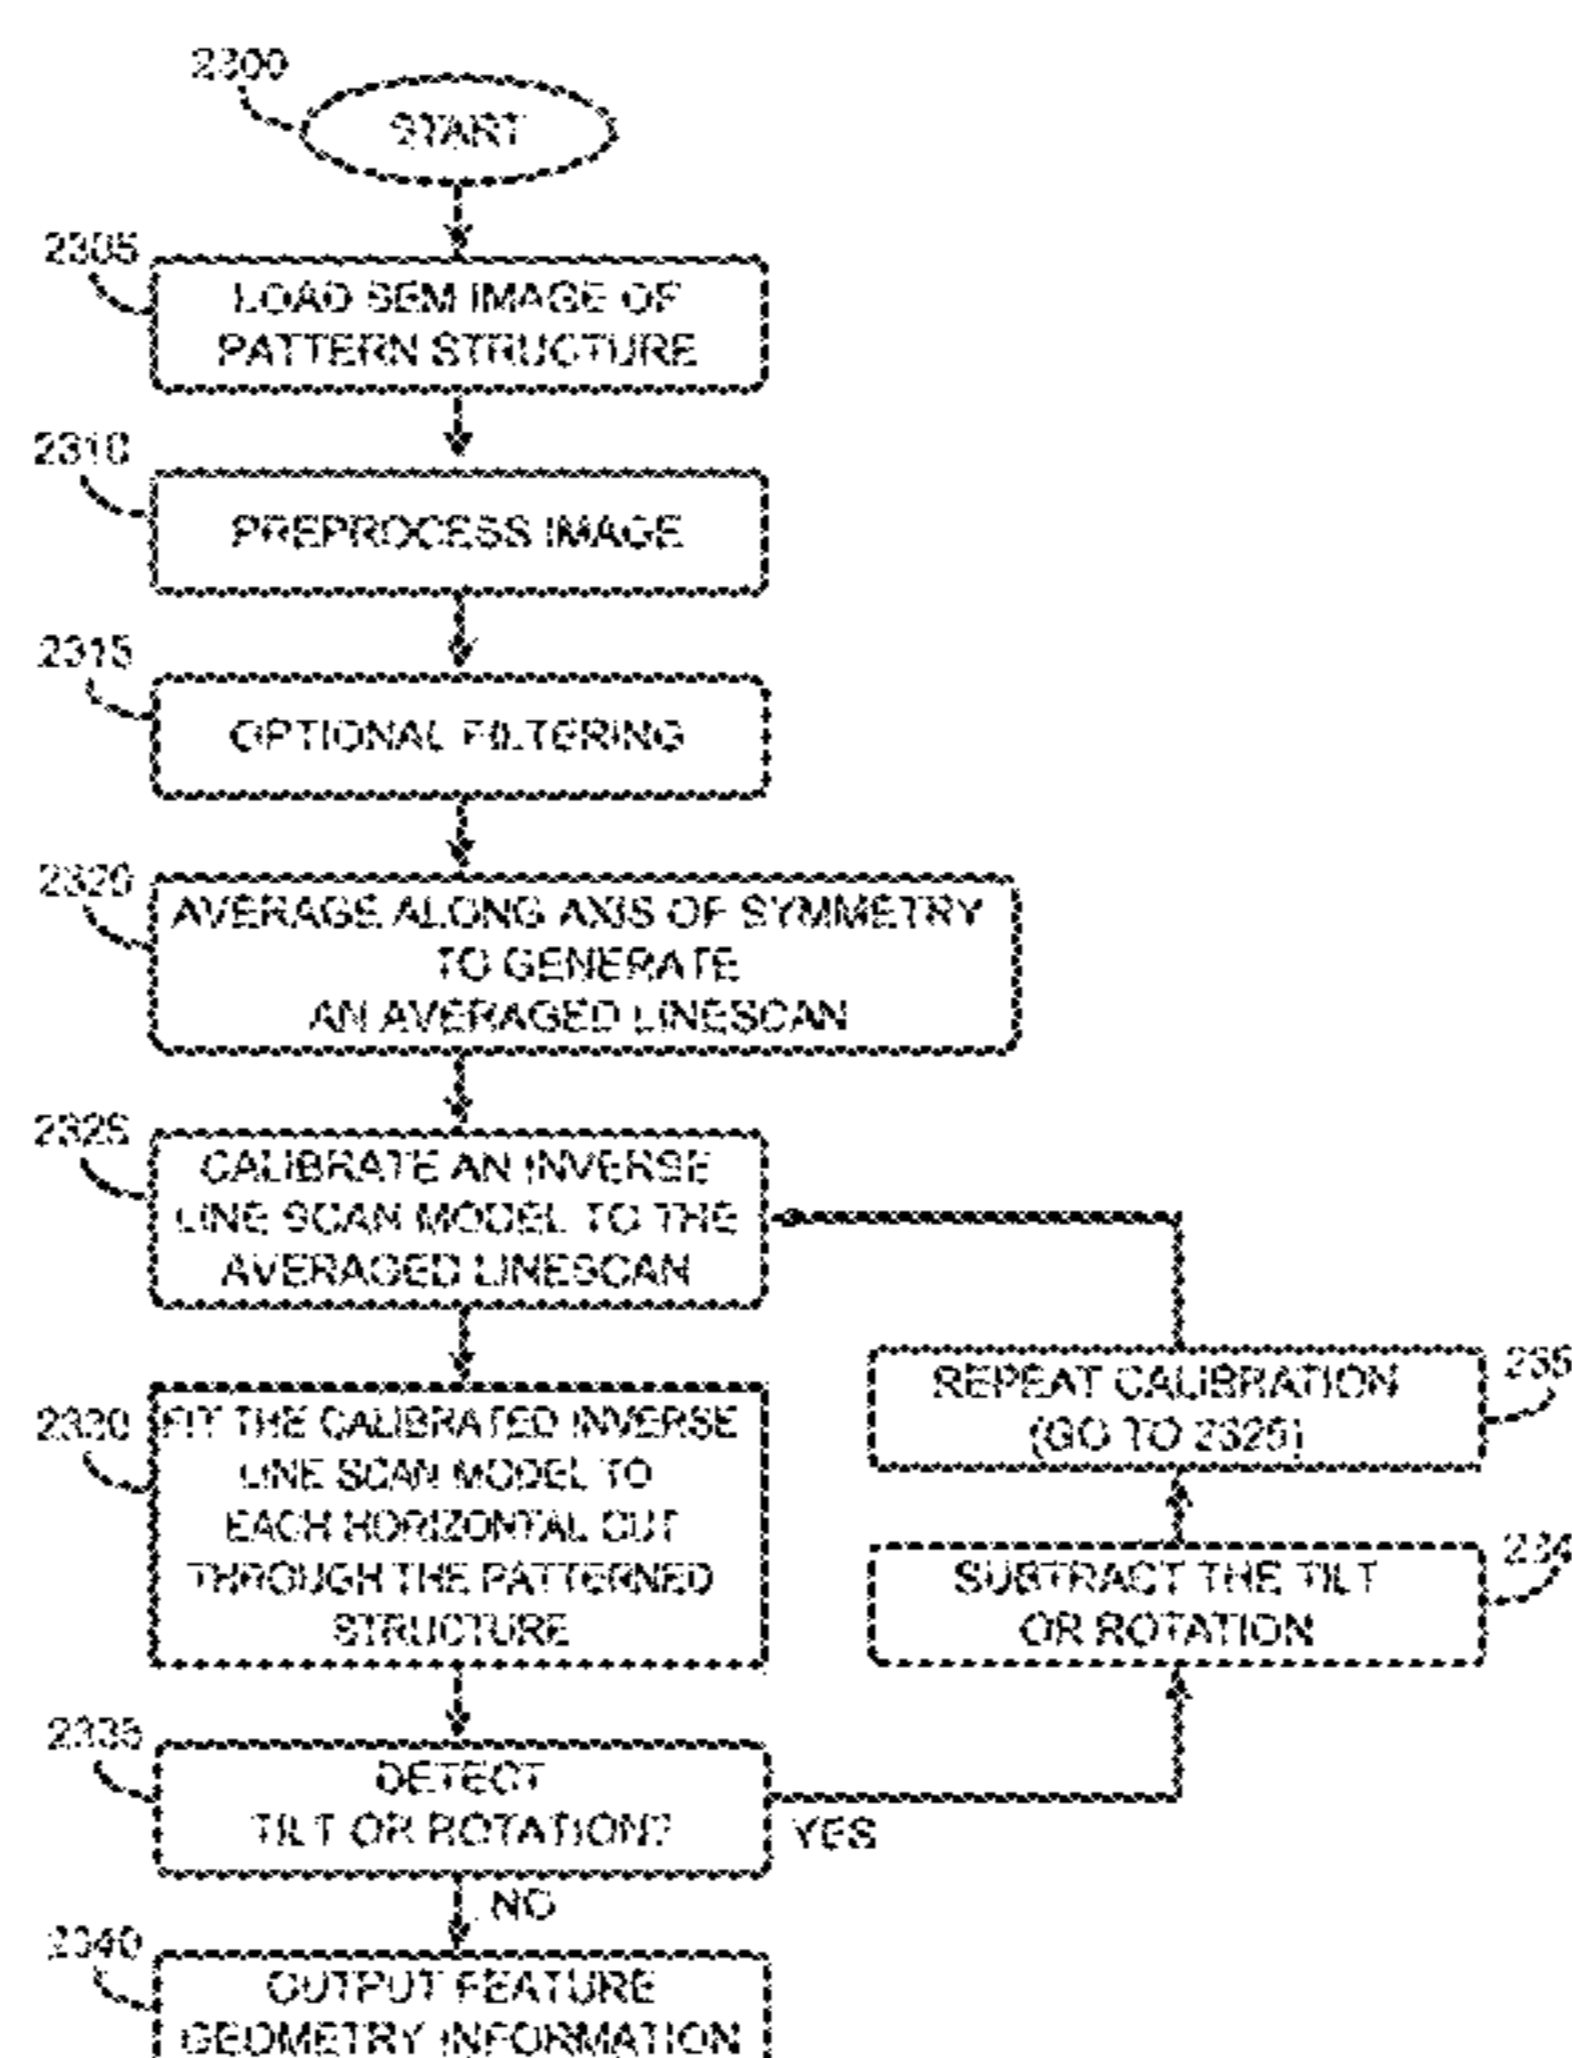 2300
START
2305
LOAD SEM IMAGE OF
PATTERN STRUCTURE
2310
PREPROCESS IMAGE
2315
OPTIONAL FILTERING
2320
AVERAGE ALONG AXIS OF SYMMETRY
TO GENERATE
AN AVERAGED LINESCAN
2325
CALIBRATE AN INVERSE
LINE SCAN MODEL TO THE
AVERAGED LINESCAN
2330
FIT THE CALIBRATED INVERSE
LINE SCAN MODEL TO
EACH HORIZONTAL CUT
THROUGH THE PATTERNED
STRUCTURE
REPEAT CALIBRATION
(GO TO 2325)
SUBTRACT THE TILT
OR ROTATION
2335
DETECT
TILT OR ROTATION?
YES
NO
2340
OUTPUT FEATURE
GEOMETRY INFORMATION